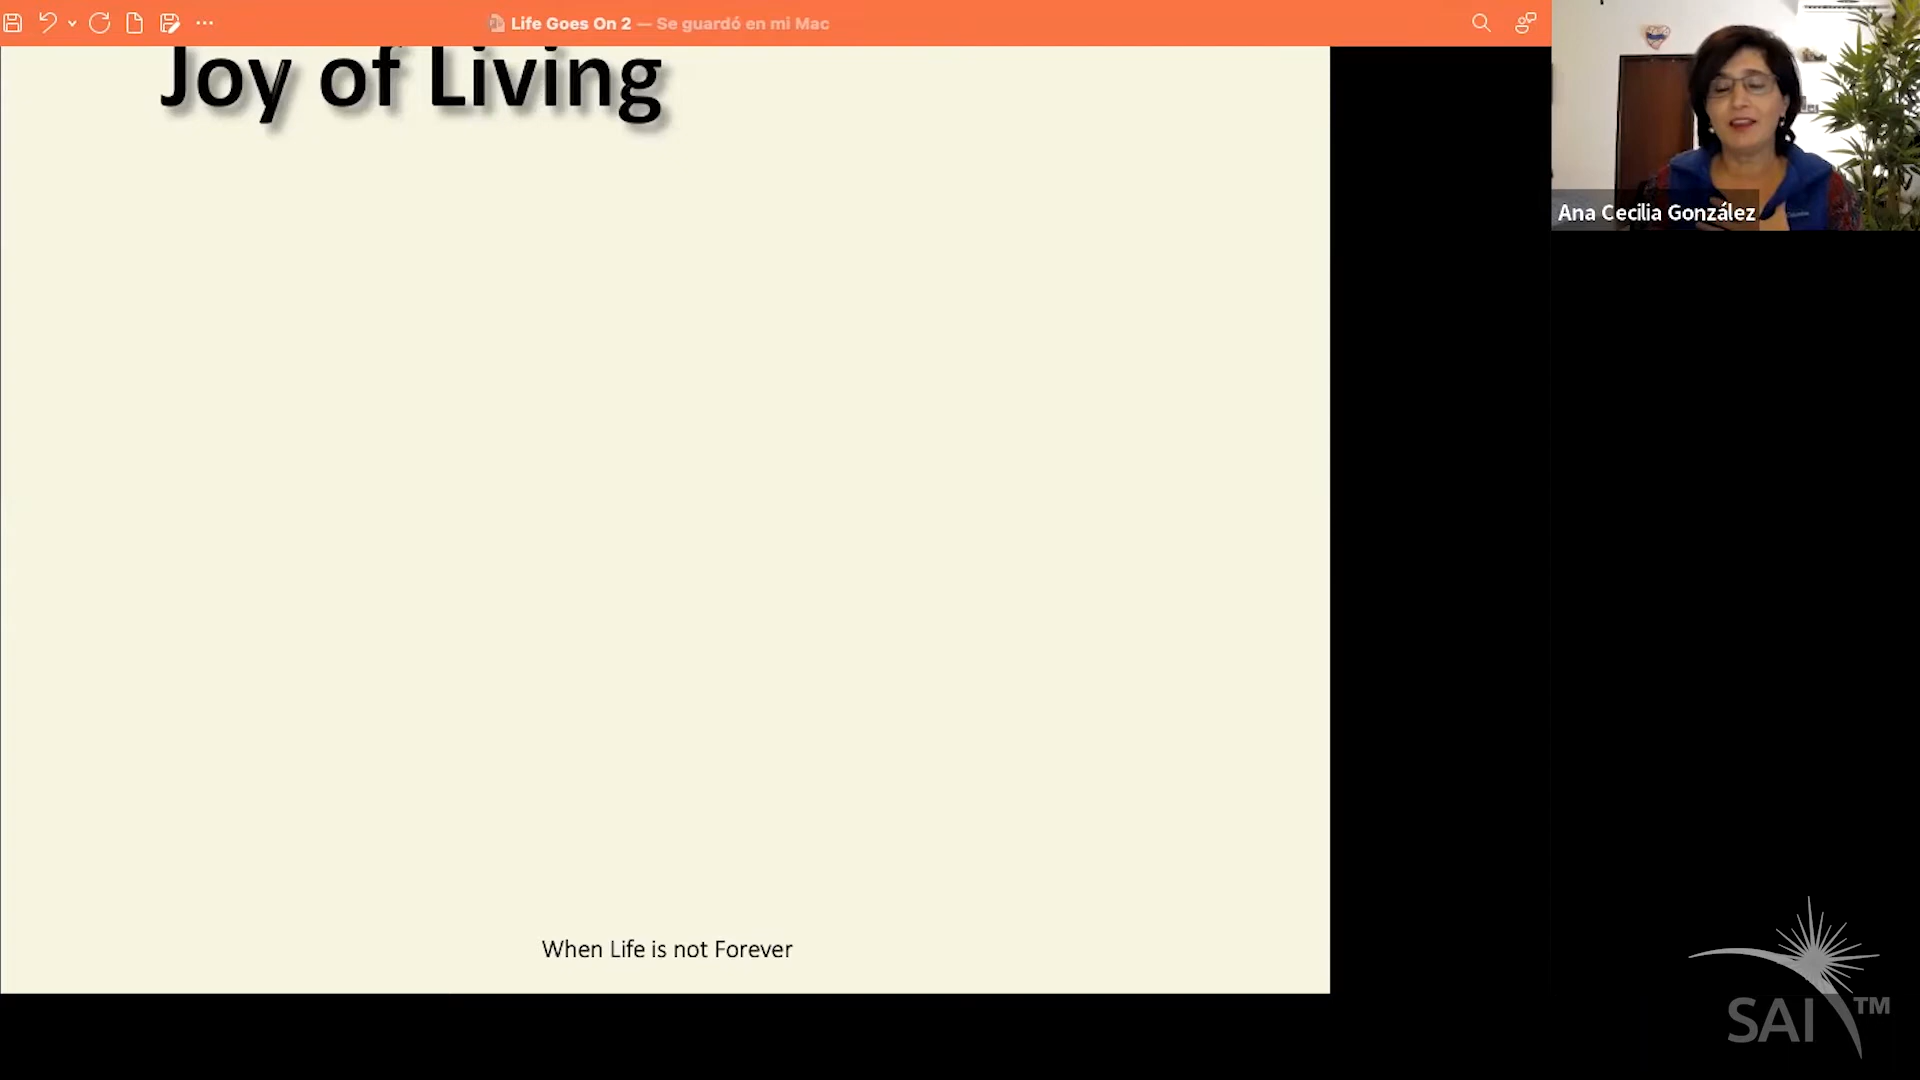 Life Goes On 2 — Se guardó en mi Mac
Joy of Living
Ana Cecilia González
When Life is not Forever
SAI™